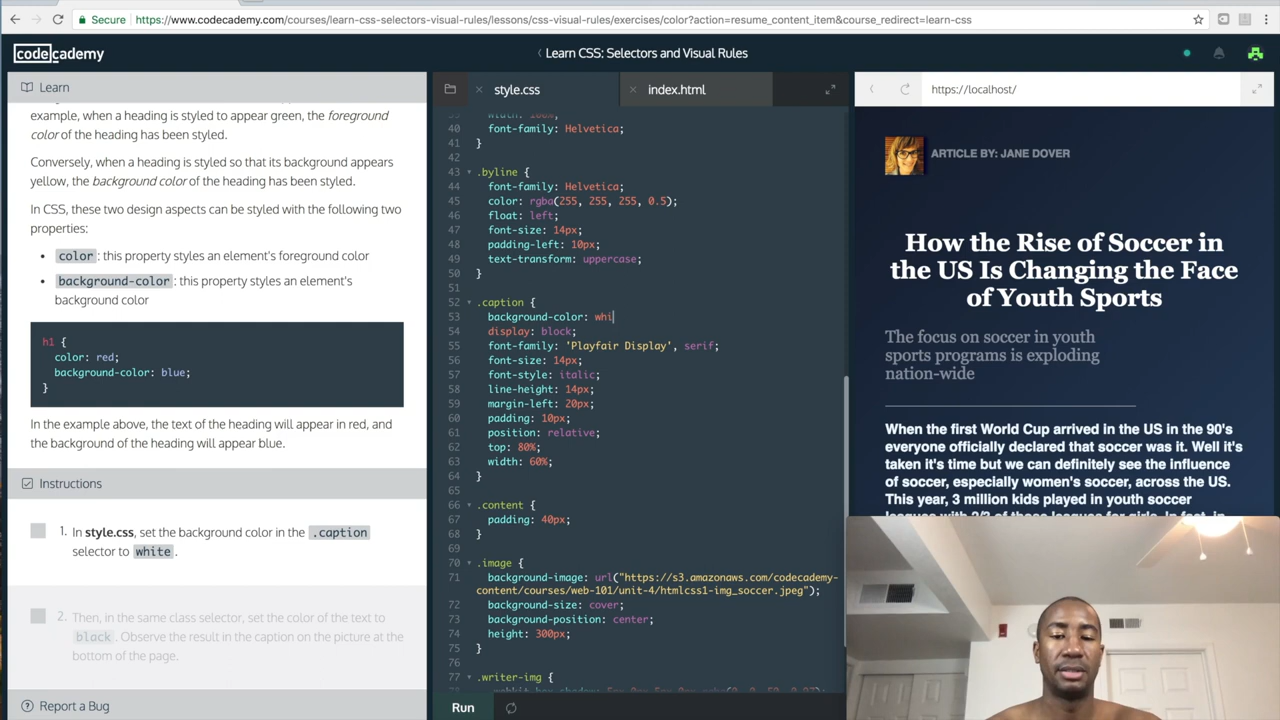 Secure
https://www.codecademy.com/courses/learn-css-selectors-visual-rules/lessons/css-visual-rules/exercises/color?action=resume_content_item&course_redirect=learn-css
codecademy
Learn CSS: Selectors and Visual Rules
Learn
example, when a heading is styled to appear green, the foreground
color of the heading has been styled.
Conversely, when a heading is styled so that its background appears
yellow, the background color of the heading has been styled.
In CSS, these two design aspects can be styled with the following two
properties:
• color: this property styles an element's foreground color
• background-color: this property styles an element's
background color
h1 {
color: red;
background-color: blue;
}
In the example above, the text of the heading will appear in red, and
the background of the heading will appear blue.
Instructions
1. In style.css, set the background color in the .caption
selector to white.
2. Then, in the same class selector, set the color of the text to
black. Observe the result in the caption on the picture at the
bottom of the page.
Report a Bug
style.css
index.html
39 width: 100%;
40 font-family: Helvetica;
41 }
42
43 .byline {
44 font-family: Helvetica;
45 color: rgba(255, 255, 255, 0.5);
46 float: left;
47 font-size: 14px;
48 padding-left: 10px;
49 text-transform: uppercase;
50 }
51
52 .caption {
53 background-color: whi
54 display: block;
55 font-family: 'Playfair Display', serif;
56 font-size: 14px;
57 font-style: italic;
58 line-height: 14px;
59 margin-left: 20px;
60 padding: 10px;
61 position: relative;
62 top: 80%;
63 width: 60%;
64 }
65
66 .content {
67 padding: 40px;
68 }
69
70 .image {
71 background-image: url("https://s3.amazonaws.com/codecademy-
content/courses/web-101/unit-4/htmlcss1-img_soccer.jpeg");
72 background-size: cover;
73 background-position: center;
74 height: 300px;
75 }
76
77 .writer-img {
Run
https://localhost/
ARTICLE BY: JANE DOVER
How the Rise of Soccer in
the US Is Changing the Face
of Youth Sports
The focus on soccer in youth
sports programs is exploding
nation-wide
When the first World Cup arrived in the US in the 90's
everyone officially declared that soccer was it. Well it's
taken it's time but we can definitely see the influence
of soccer, especially women's soccer, across the US.
This year, 3 million kids played in youth soccer